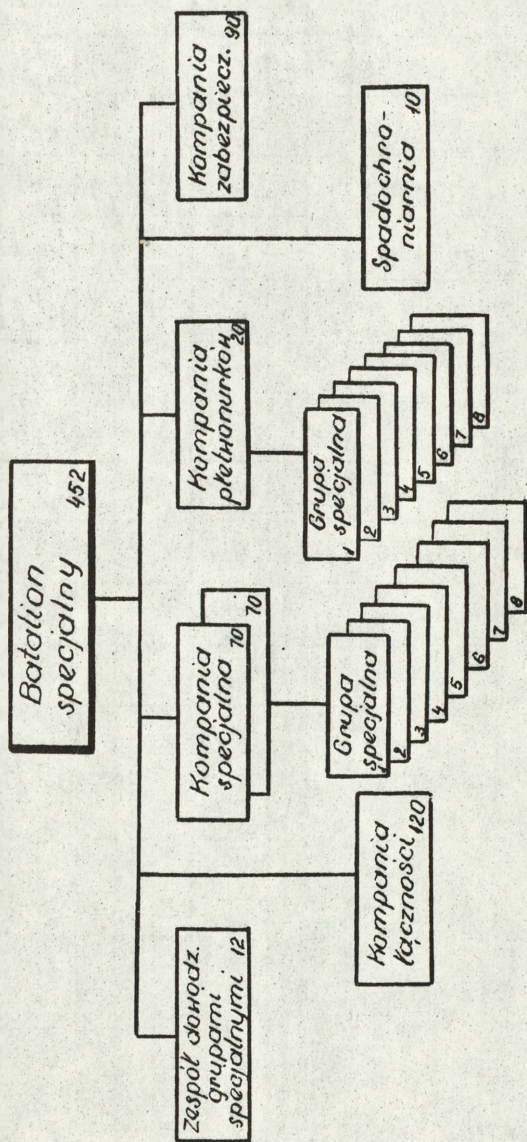 Batalion
specjalny
452
zespół dowodz.
grupami
specjalnymi 12
Kompania
łączności 120
Kompania
specjalna
70
70
Grupa
specjalna
2
3
4
5
6
7
8
Kompania
płetwonurków
20
Grupa
specjalna
1
2
3
4
5
6
7
8
Spadochro-
niarnia
10
Kompania
zabezpiecz.
90